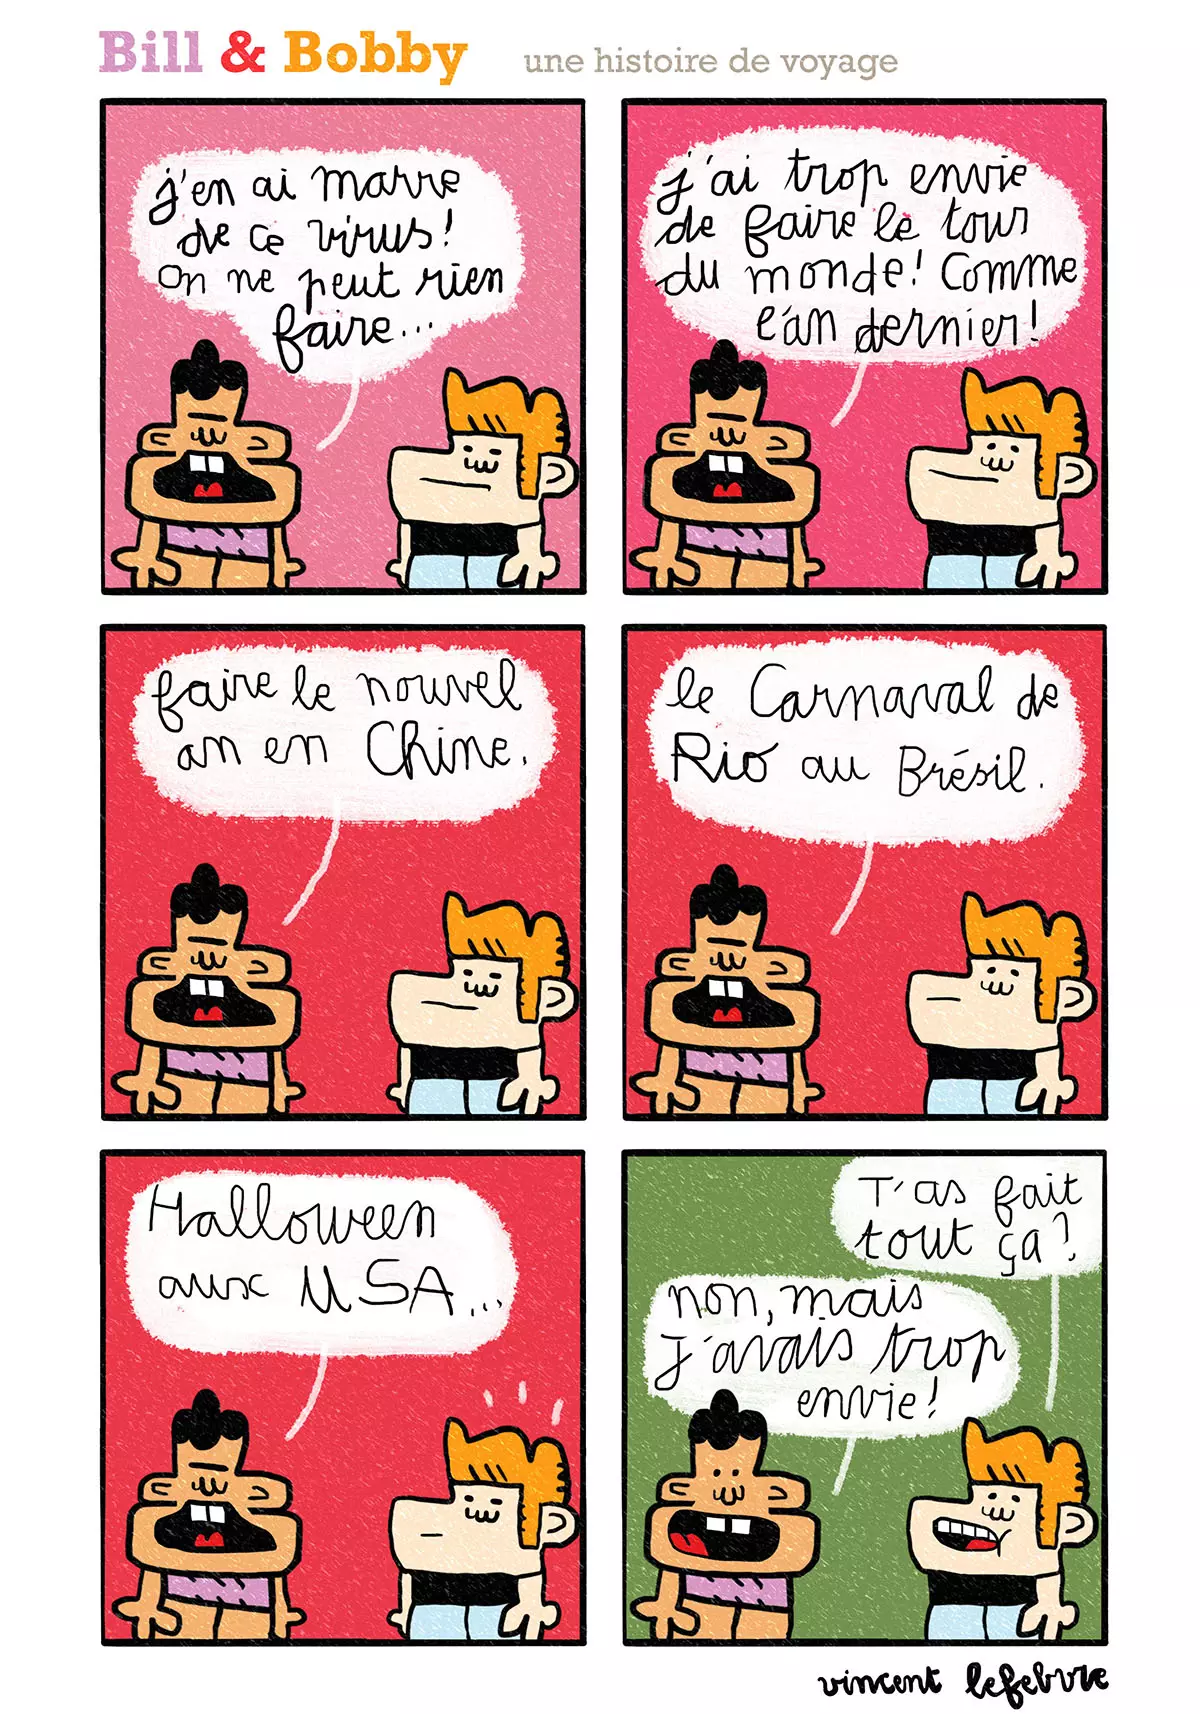 Bill & Bobby une histoire de voyage
j'en ai marre
de ce virus!
On ne peut rien
faire...
j'ai trop envie
de faire le tour
du monde! Comme
l'an dernier!
faire le nouvel
an en Chine.
le Carnaval de
Rio au Brésil.
Halloween
aux USA...
T'as fait
tout ça?
non, mais
j'avais trop
envie!
vincent lefebvre